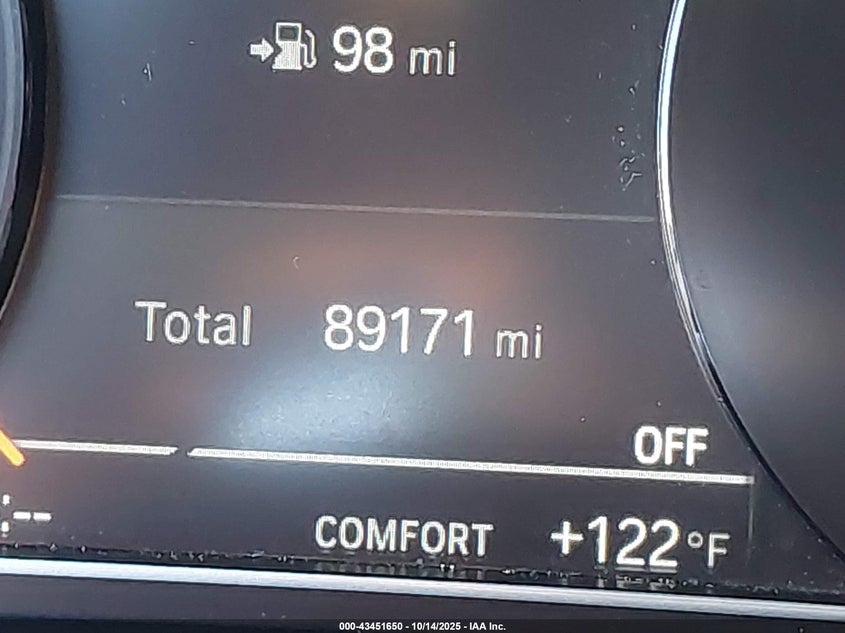 98 mi
Total 89171 mi
OFF
:--
COMFORT +122°F
000-43451650 - 10/14/2025 - IAA Inc.